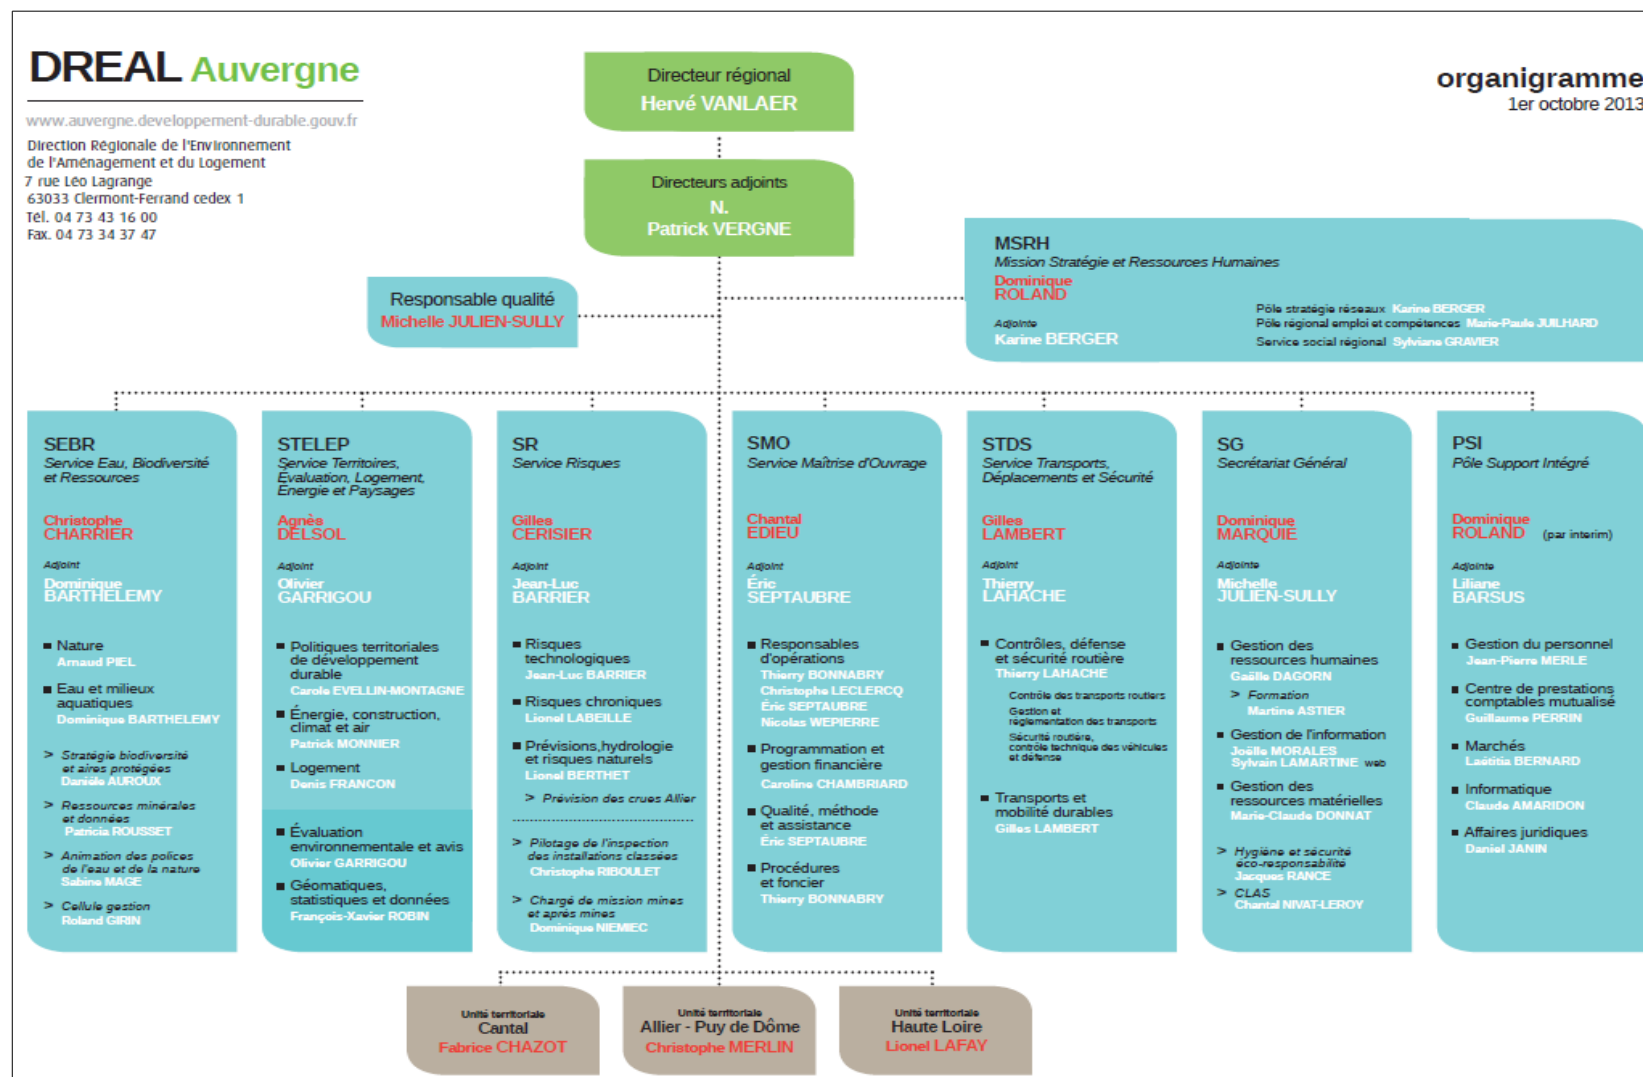 DREAL Auvergne
www.auvergne.developpement-durable.gouv.fr
Direction Régionale de l'Environnement
de l'Aménagement et du Logement
7 rue Léo Lagrange
63033 Clermont-Ferrand cedex 1
Tél. 04 73 43 16 00
Fax. 04 73 34 37 47
organigramme
1er octobre 2013
Directeur régional
Hervé VANLAER
Directeurs adjoints
N.
Patrick VERGNE
Responsable qualité
Michelle JULIEN-SULLY
MSRH
Mission Stratégie et Ressources Humaines
Dominique
ROLAND
Adjointe
Karine BERGER
Pôle stratégie réseaux Karine BERGER
Pôle régional emploi et compétences Marie-Paule JUILHARD
Service social régional Sylviane GRAVIER
SEBR
Service Eau, Biodiversité
et Ressources
Christophe
CHARRIER
Adjoint
Dominique
BARTHELEMY
Nature
Arnaud PIEL
Eau et milieux
aquatiques
Dominique BARTHELEMY
> Stratégie biodiversité
et aires protégées
Danièle AUROUX
> Ressources minérales
et données
Patricia ROUSSET
> Animation des polices
de l'eau et de la nature
Sabine MAGE
> Cellule gestion
Roland GIRIN
STELEP
Service Territoires,
Évaluation, Logement,
Énergie et Paysages
Agnès
DELSOL
Adjoint
Olivier
GARRIGOU
Politiques territoriales
de développement
durable
Carole EVELLIN-MONTAGNE
Énergie, construction,
climat et air
Patrick MONNIER
Logement
Denis FRANCON
Évaluation
environnementale et avis
Olivier GARRIGOU
Géomatiques,
statistiques et données
François-Xavier ROBIN
SR
Service Risques
Gilles
CERISIER
Adjoint
Jean-Luc
BARRIER
Risques
technologiques
Jean-Luc BARRIER
Risques chroniques
Lionel LABEILLE
Prévisions,hydrologie
et risques naturels
Lionel BERTHET
> Prévision des crues Allier
> Pilotage de l'inspection
des installations classées
Christophe RIBOULET
> Chargé de mission mines
et après mines
Dominique NIEMIEC
SMO
Service Maîtrise d'Ouvrage
Chantal
EDIEU
Adjoint
Éric
SEPTAUBRE
Responsables
d'opérations
Thierry BONNABRY
Christophe LECLERCQ
Éric SEPTAUBRE
Nicolas WEPIERRE
Programmation et
gestion financière
Caroline CHAMBRIARD
Qualité, méthode
et assistance
Éric SEPTAUBRE
Procédures
et foncier
Thierry BONNABRY
STDS
Service Transports,
Déplacements et Sécurité
Gilles
LAMBERT
Adjoint
Thierry
LAHACHE
Contrôles, défense
et sécurité routière
Thierry LAHACHE
Contrôle des transports routiers
Gestion et
réglementation des transports
Sécurité routière,
contrôle technique des véhicules
et défense
Transports et
mobilité durables
Gilles LAMBERT
SG
Secrétariat Général
Dominique
MARQUIE
Adjointe
Michelle
JULIEN-SULLY
Gestion des
ressources humaines
Gaëlle DAGORN
> Formation
Martine ASTIER
Gestion de l'information
Joëlle MORALES
Sylvain LAMARTINE web
Gestion des
ressources matérielles
Marie-Claude DONNAT
> Hygiène et sécurité
éco-responsabilité
Jacques RANCE
> CLAS
Chantal NIVAT-LEROY
PSI
Pôle Support Intégré
Dominique
ROLAND (par interim)
Adjointe
Liliane
BARSUS
Gestion du personnel
Jean-Pierre MERLE
Centre de prestations
comptables mutualisé
Guillaume PERRIN
Marchés
Laëtitia BERNARD
Informatique
Claude AMARIDON
Affaires juridiques
Daniel JANIN
Unité territoriale
Cantal
Fabrice CHAZOT
Unité territoriale
Allier - Puy de Dôme
Christophe MERLIN
Unité territoriale
Haute Loire
Lionel LAFAY